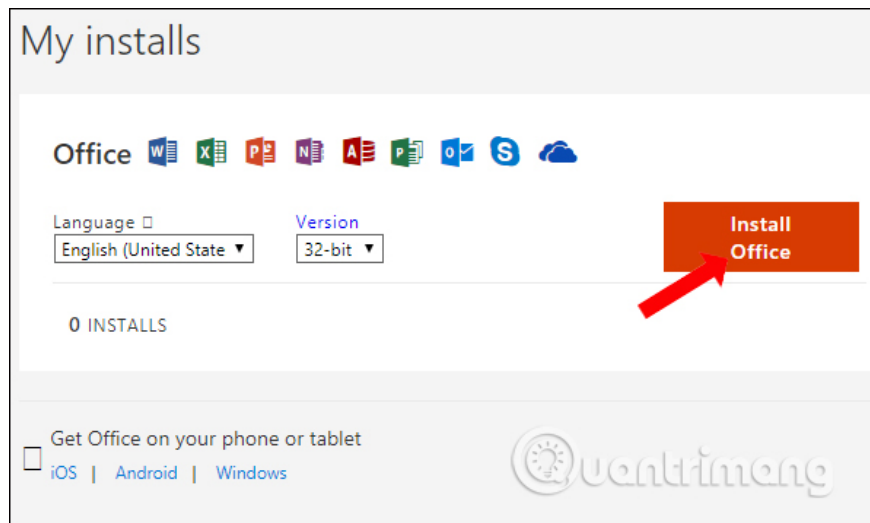 My installs
Office
Language
Version
English (United State
32-bit
Install
Office
0 INSTALLS
Get Office on your phone or tablet
iOS | Android | Windows
Quantrimang